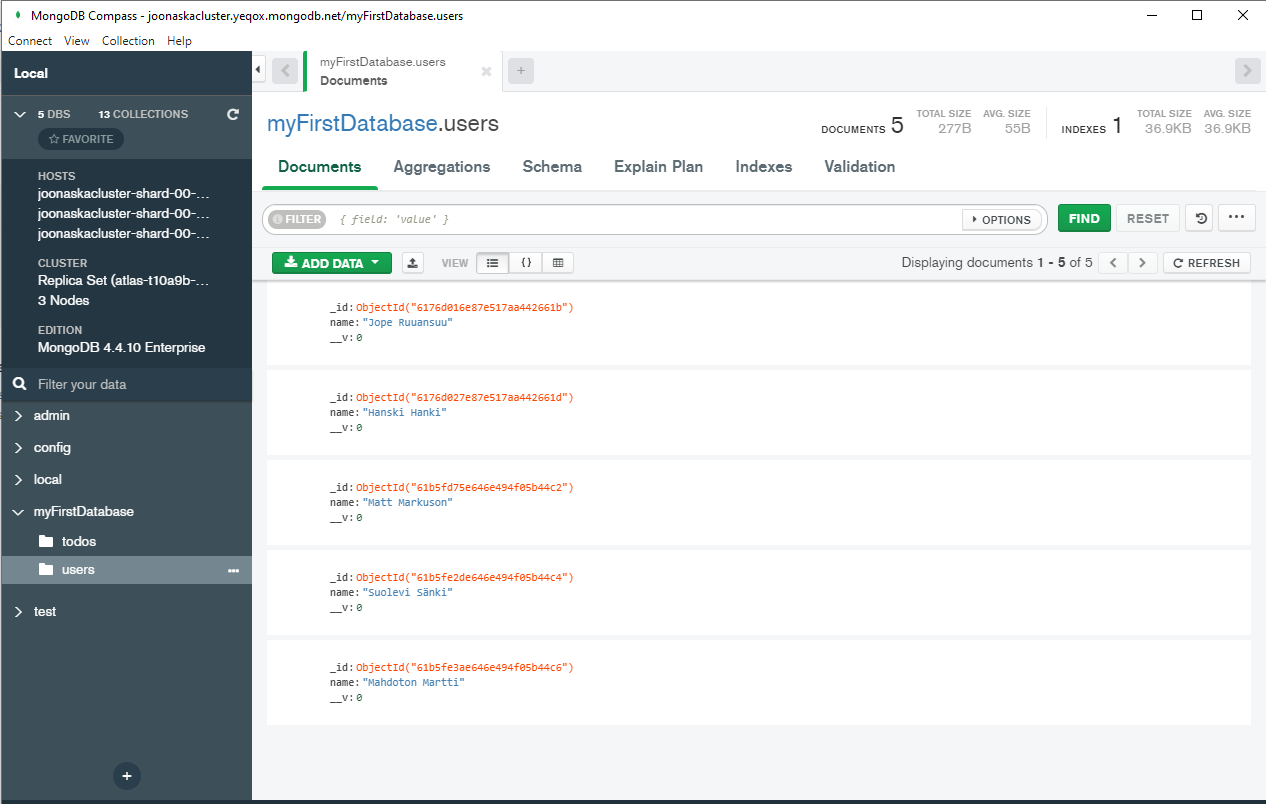 MongoDB Compass - joonaskacluster.yeqox.mongodb.net/myFirstDatabase.users
Connect View Collection Help
Local
5 DBS 13 COLLECTIONS
FAVORITE
HOSTS
joonaskacluster-shard-00-...
joonaskacluster-shard-00-...
joonaskacluster-shard-00-...
CLUSTER
Replica Set (atlas-t10a9b-...
3 Nodes
EDITION
MongoDB 4.4.10 Enterprise
Filter your data
admin
config
local
myFirstDatabase
todos
users
test
myFirstDatabase.users
Documents
myFirstDatabase.users
DOCUMENTS 5
TOTAL SIZE 277B
AVG. SIZE 55B
INDEXES 1
TOTAL SIZE 36.9KB
AVG. SIZE 36.9KB
Documents Aggregations Schema Explain Plan Indexes Validation
FILTER { field: 'value' } OPTIONS FIND RESET ...
ADD DATA VIEW {} Displaying documents 1 - 5 of 5 < > REFRESH
_id: ObjectId("6176d016e87e517aa442661b")
name: "Jope Ruuansuu"
__v: 0
_id: ObjectId("6176d027e87e517aa442661d")
name: "Hanski Hanki"
__v: 0
_id: ObjectId("61b5fd75e646e494f05b44c2")
name: "Matt Markuson"
__v: 0
_id: ObjectId("61b5fe2de646e494f05b44c4")
name: "Suolevi Sänki"
__v: 0
_id: ObjectId("61b5fe3ae646e494f05b44c6")
name: "Mahdoton Martti"
__v: 0